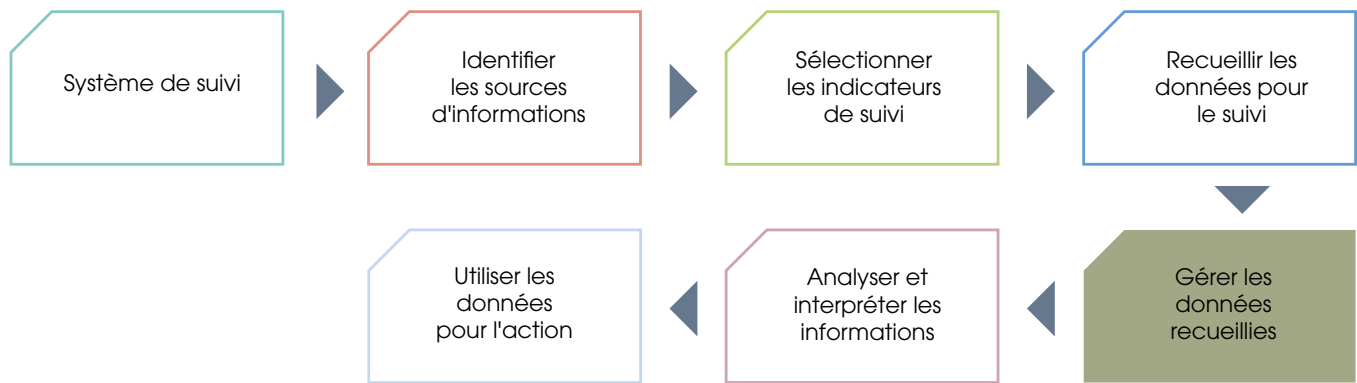 Système de suivi
Identifier
les sources
d'informations
Sélectionner
les indicateurs
de suivi
Recueillir les
données pour
le suivi
Gérer les
données
recueillies
Analyser et
interpréter les
informations
Utiliser les
données
pour l'action